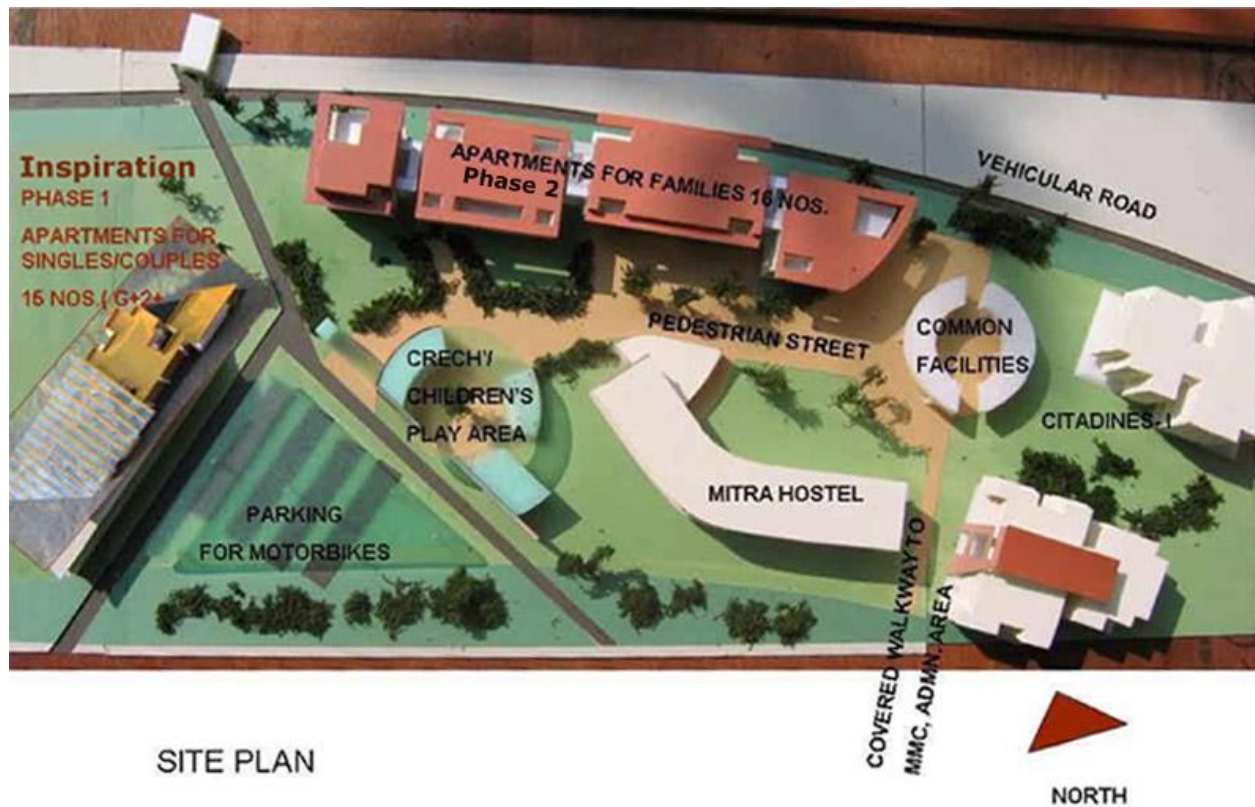 Inspiration
PHASE 1
APARTMENTS FOR
SINGLES/COUPLES
15 NOS.( G+2+
APARTMENTS FOR FAMILIES 16 NOS.
Phase 2
VEHICULAR ROAD
PEDESTRIAN STREET
COMMON
FACILITIES
CRECH'/
CHILDREN'S
PLAY AREA
CITADINES- I
MITRA HOSTEL
PARKING
FOR MOTORBIKES
COVERED WALKWAY TO
MMC, ADMN. AREA
SITE PLAN
NORTH